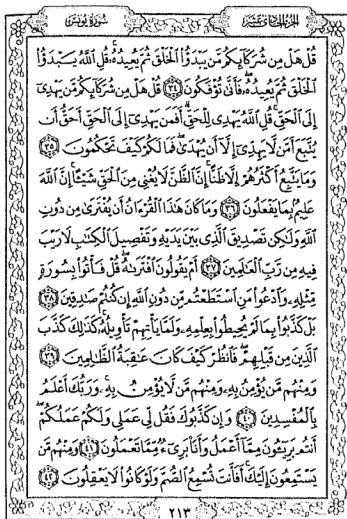 الجزء الحادي عشر
سورة يونس
قُلْ هَلْ مِن شُرَكَآئِكُم مَّن يَبْدَؤُا۟ ٱلْخَلْقَ ثُمَّ يُعِيدُهُۥ ۚ قُلِ ٱللَّهُ يَبْدَؤُا۟
ٱلْخَلْقَ ثُمَّ يُعِيدُهُۥ ۖ فَأَنَّىٰ تُؤْفَكُونَ ٣٤ قُلْ هَلْ مِن شُرَكَآئِكُم مَّن يَهْدِىٓ
إِلَى ٱلْحَقِّ ۚ قُلِ ٱللَّهُ يَهْدِى لِلْحَقِّ ۗ أَفَمَن يَهْدِىٓ إِلَى ٱلْحَقِّ أَحَقُّ أَن
يُتَّبَعَ أَمَّن لَّا يَهِدِّىٓ إِلَّآ أَن يُهْدَىٰ ۖ فَمَا لَكُمْ كَيْفَ تَحْكُمُونَ ٣٥
وَمَا يَتَّبِعُ أَكْثَرُهُمْ إِلَّا ظَنًّا ۚ إِنَّ ٱلظَّنَّ لَا يُغْنِى مِنَ ٱلْحَقِّ شَيْـًٔا ۚ إِنَّ ٱللَّهَ
عَلِيمٌۢ بِمَا يَفْعَلُونَ ٣٦ وَمَا كَانَ هَٰذَا ٱلْقُرْءَانُ أَن يُفْتَرَىٰ مِن دُونِ
ٱللَّهِ وَلَٰكِن تَصْدِيقَ ٱلَّذِى بَيْنَ يَدَيْهِ وَتَفْصِيلَ ٱلْكِتَٰبِ لَا رَيْبَ
فِيهِ مِن رَّبِّ ٱلْعَٰلَمِينَ ٣٧ أَمْ يَقُولُونَ ٱفْتَرَىٰهُ ۖ قُلْ فَأْتُوا۟ بِسُورَةٍ
مِّثْلِهِۦ وَٱدْعُوا۟ مَنِ ٱسْتَطَعْتُم مِّن دُونِ ٱللَّهِ إِن كُنتُمْ صَٰدِقِينَ ٣٨
بَلْ كَذَّبُوا۟ بِمَا لَمْ يُحِيطُوا۟ بِعِلْمِهِۦ وَلَمَّا يَأْتِهِمْ تَأْوِيلُهُۥ ۚ كَذَٰلِكَ كَذَّبَ
ٱلَّذِينَ مِن قَبْلِهِمْ ۖ فَٱنظُرْ كَيْفَ كَانَ عَٰقِبَةُ ٱلظَّٰلِمِينَ ٣٩
وَمِنْهُم مَّن يُؤْمِنُ بِهِۦ وَمِنْهُم مَّن لَّا يُؤْمِنُ بِهِۦ ۚ وَرَبُّكَ أَعْلَمُ
بِٱلْمُفْسِدِينَ ٤٠ وَإِن كَذَّبُوكَ فَقُل لِّى عَمَلِى وَلَكُمْ عَمَلُكُمْ ۖ
أَنتُم بَرِيٓـُٔونَ مِمَّآ أَعْمَلُ وَأَنَا۠ بَرِىٓءٌ مِّمَّا تَعْمَلُونَ ٤١ وَمِنْهُم مَّن
يَسْتَمِعُونَ إِلَيْكَ ۚ أَفَأَنتَ تُسْمِعُ ٱلصُّمَّ وَلَوْ كَانُوا۟ لَا يَعْقِلُونَ ٤٢
٢١٣